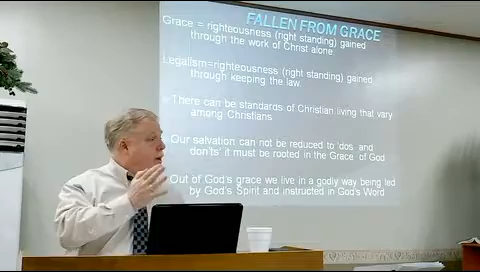 FALLEN FROM GRACE
Grace = righteousness (right standing) gained
through the work of Christ alone
Legalism=righteousness (right standing) gained
through keeping the law.
There can be standards of Christian living that vary
among Christians
Our salvation can not be reduced to 'dos and
don'ts' it must be rooted in the Grace of God
Out of God's grace we live in a godly way being led
by God's Spirit and instructed in God's Word